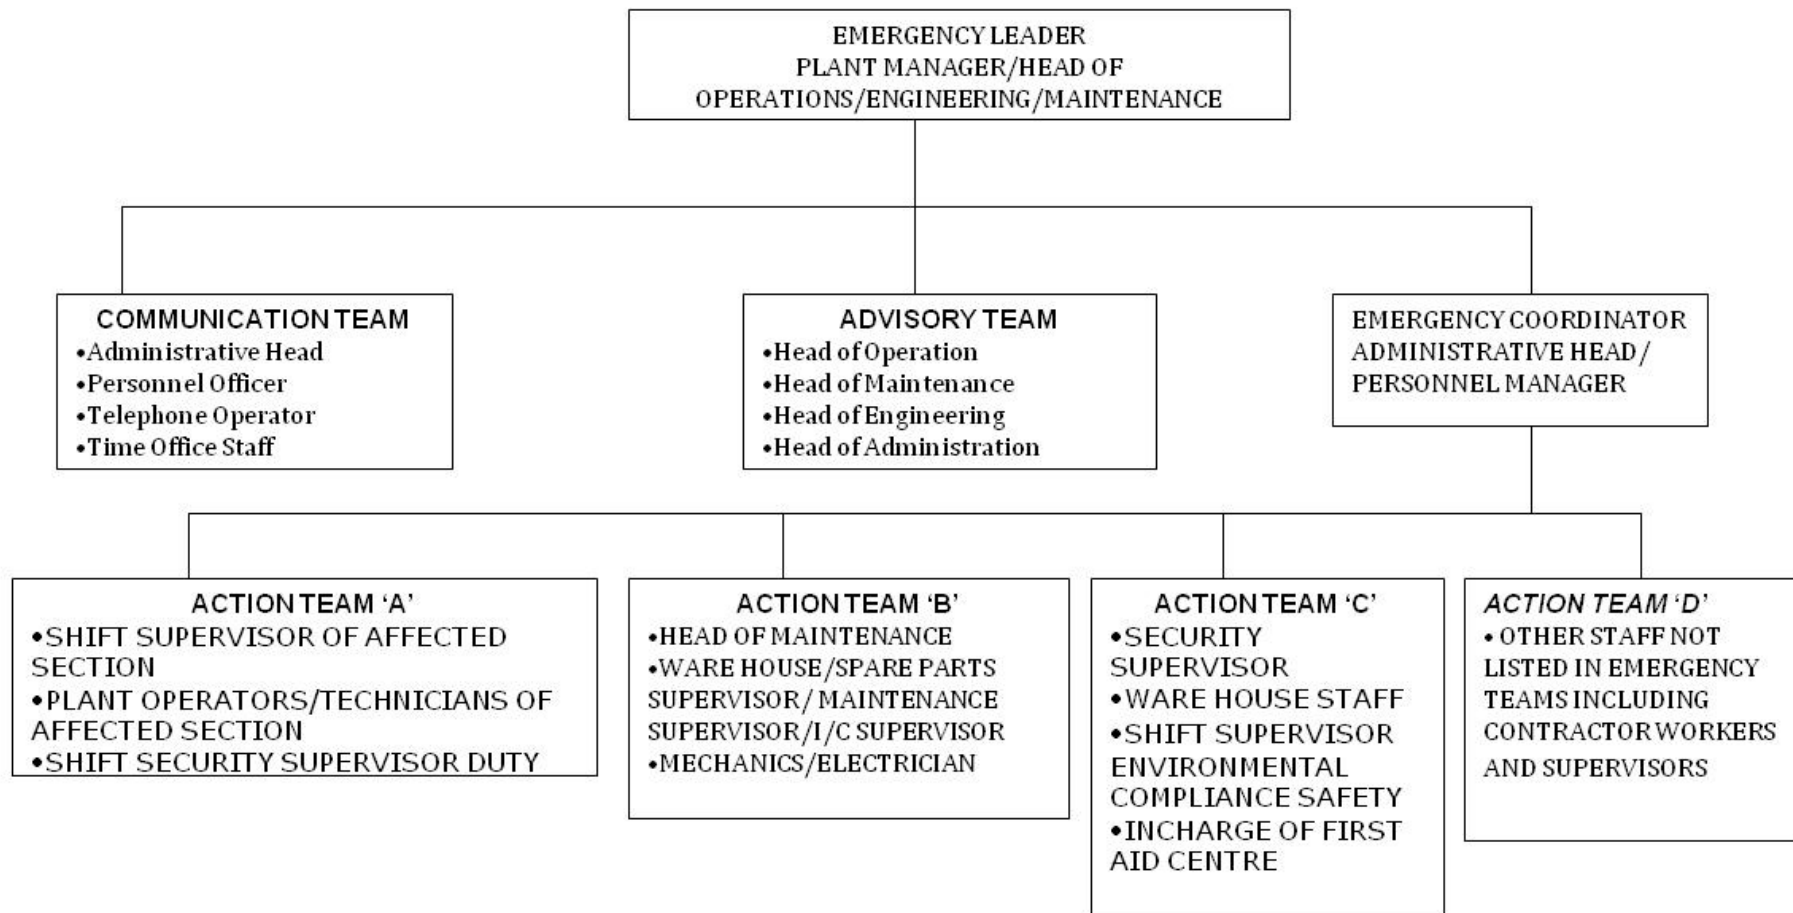 EMERGENCY LEADER
PLANT MANAGER/HEAD OF
OPERATIONS/ENGINEERING/MAINTENANCE
COMMUNICATION TEAM
•Administrative Head
•Personnel Officer
•Telephone Operator
•Time Office Staff
ADVISORY TEAM
•Head of Operation
•Head of Maintenance
•Head of Engineering
•Head of Administration
EMERGENCY COORDINATOR
ADMINISTRATIVE HEAD/
PERSONNEL MANAGER
ACTION TEAM ‘A’
•SHIFT SUPERVISOR OF AFFECTED
SECTION
•PLANT OPERATORS/TECHNICIANS OF
AFFECTED SECTION
•SHIFT SECURITY SUPERVISOR DUTY
ACTION TEAM ‘B’
•HEAD OF MAINTENANCE
•WARE HOUSE/SPARE PARTS
SUPERVISOR/ MAINTENANCE
SUPERVISOR/I/C SUPERVISOR
•MECHANICS/ELECTRICIAN
ACTION TEAM ‘C’
•SECURITY
SUPERVISOR
•WARE HOUSE STAFF
•SHIFT SUPERVISOR
ENVIRONMENTAL
COMPLIANCE SAFETY
•INCHARGE OF FIRST
AID CENTRE
ACTION TEAM ‘D’
• OTHER STAFF NOT
LISTED IN EMERGENCY
TEAMS INCLUDING
CONTRACTOR WORKERS
AND SUPERVISORS